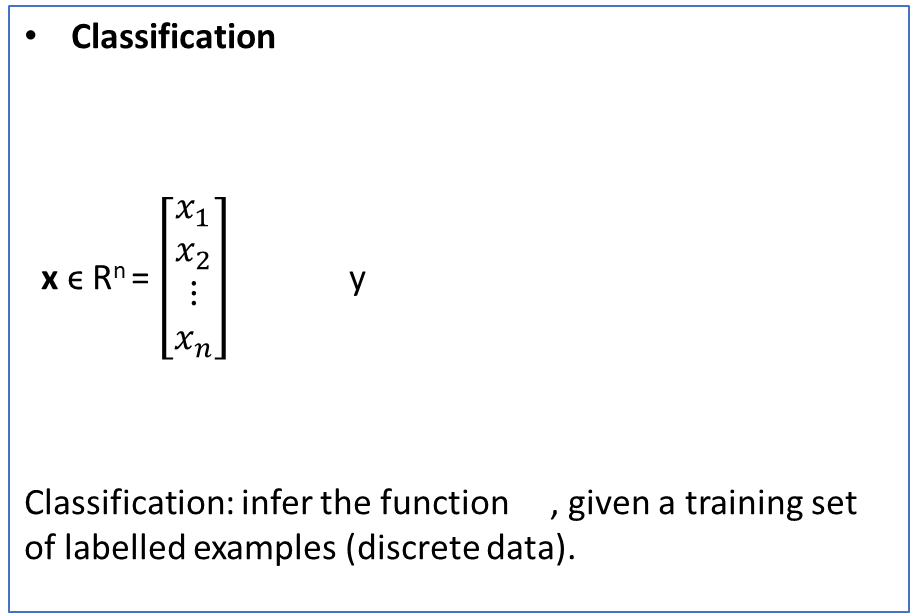 • Classification
x ϵ Rⁿ = [x₁ x₂ ⋮ xₙ] y
Classification: infer the function , given a training set
of labelled examples (discrete data).